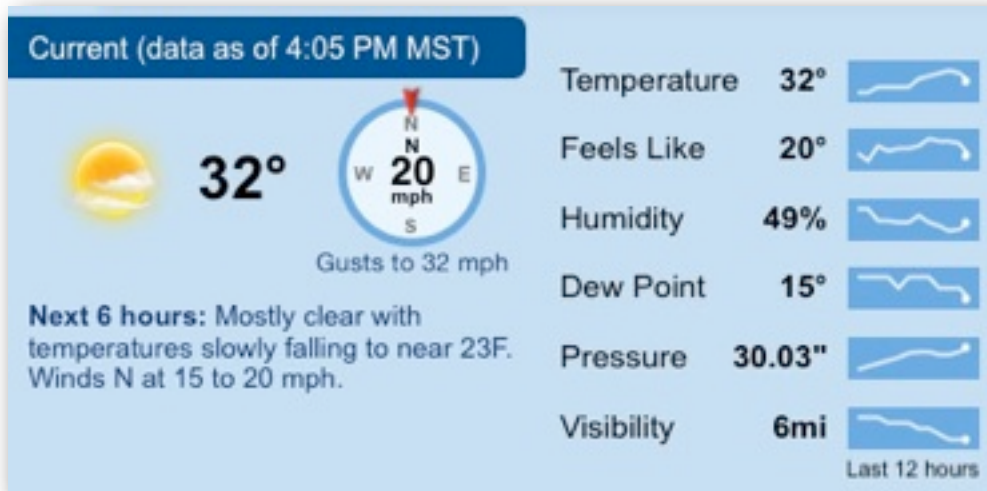 Current (data as of 4:05 PM MST)
32°
N
N
W 20 E
mph
S
Gusts to 32 mph
Next 6 hours: Mostly clear with
temperatures slowly falling to near 23F.
Winds N at 15 to 20 mph.
Temperature 32°
Feels Like 20°
Humidity 49%
Dew Point 15°
Pressure 30.03"
Visibility 6mi
Last 12 hours